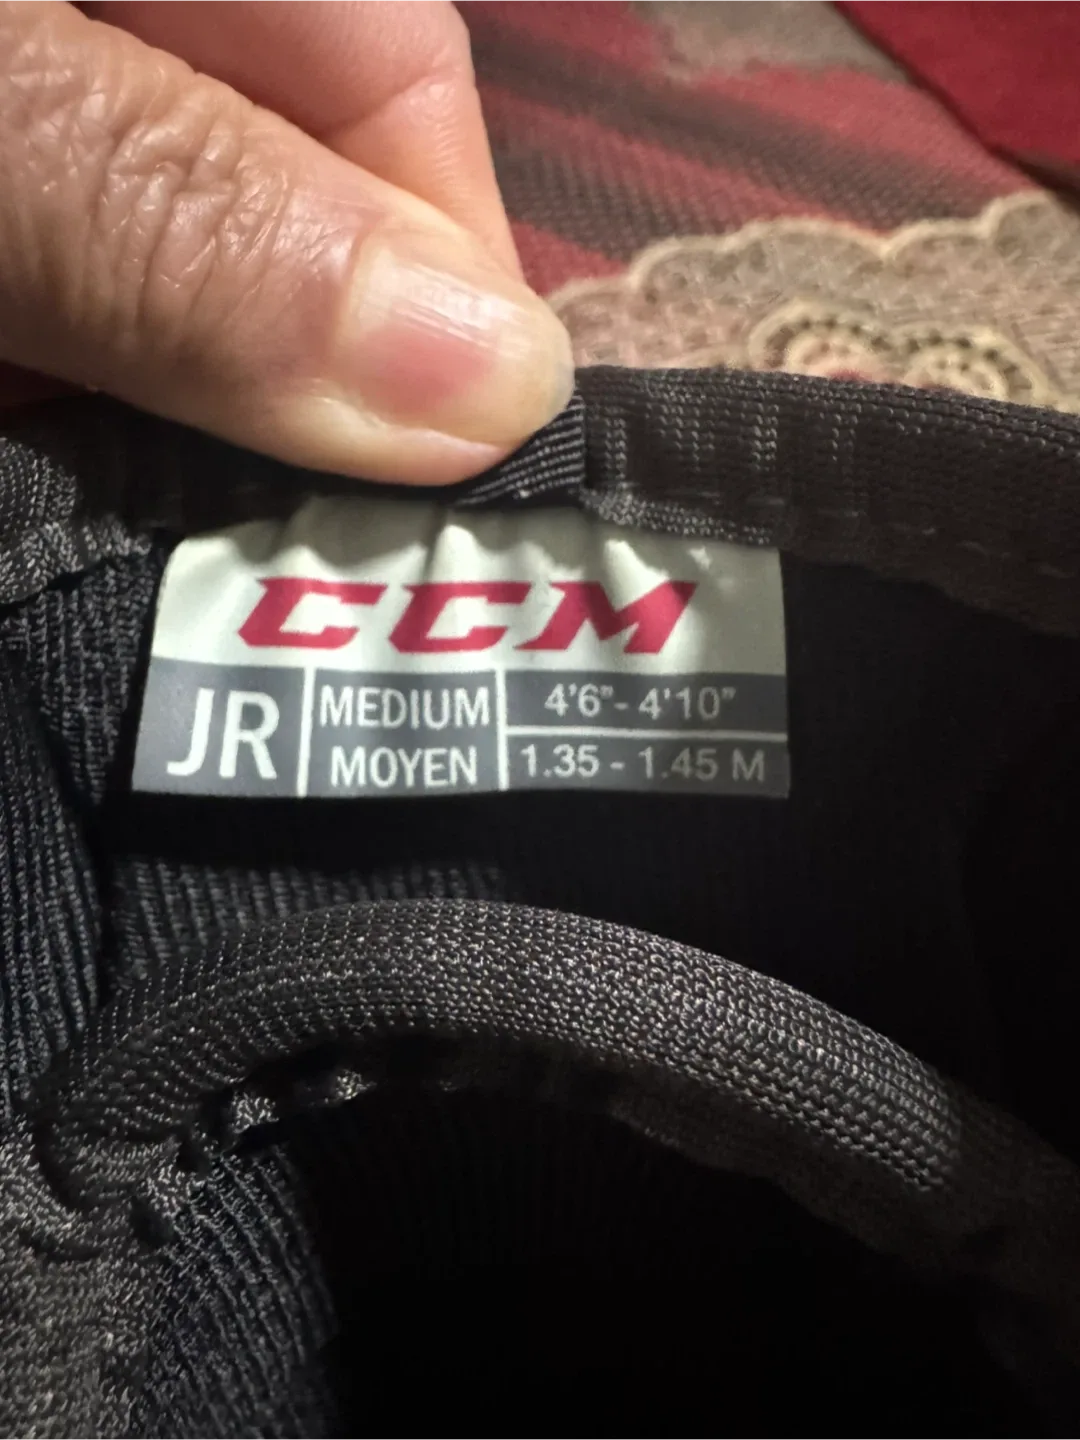 CCM
JR
MEDIUM
MOYEN
4'6"- 4'10"
1.35 - 1.45 M